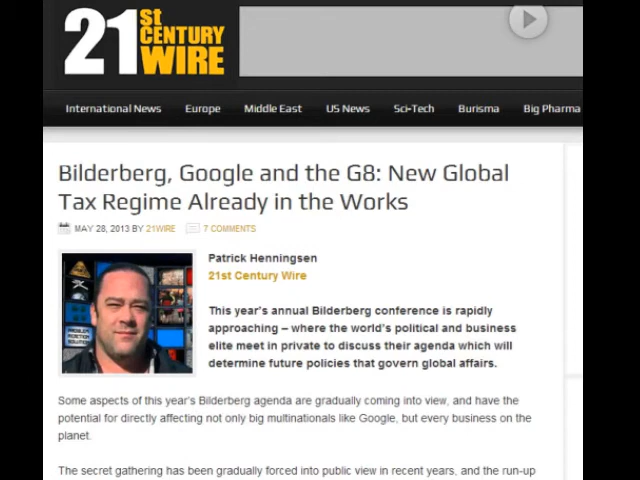 21st CENTURY WIRE
International News Europe Middle East US News Sci-Tech Burisma Big Pharma
Bilderberg, Google and the G8: New Global
Tax Regime Already in the Works
MAY 28, 2013 BY 21WIRE 7 COMMENTS
Patrick Henningsen
21st Century Wire
This year's annual Bilderberg conference is rapidly
approaching – where the world's political and business
elite meet in private to discuss their agenda which will
determine future policies that govern global affairs.
PROBLEM
REACTION
SOLUTION
Some aspects of this year's Bilderberg agenda are gradually coming into view, and have the
potential for directly affecting not only big multinationals like Google, but every business on the
planet.
The secret gathering has been gradually forced into public view in recent years, and the run-up